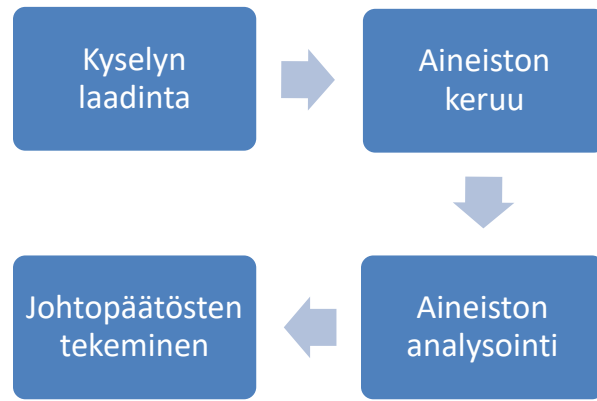 Kyselyn
laadinta
Aineiston
keruu
Aineiston
analysointi
Johtopäätösten
tekeminen